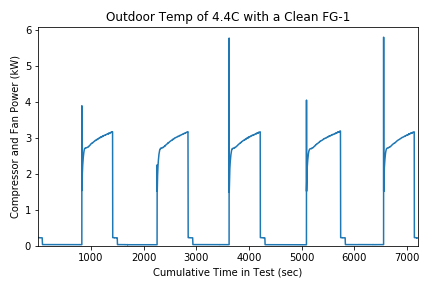 Outdoor Temp of 4.4C with a Clean FG-1
Compressor and Fan Power (kW)
6
5
4
3
2
1
0
1000 2000 3000 4000 5000 6000 7000
Cumulative Time in Test (sec)